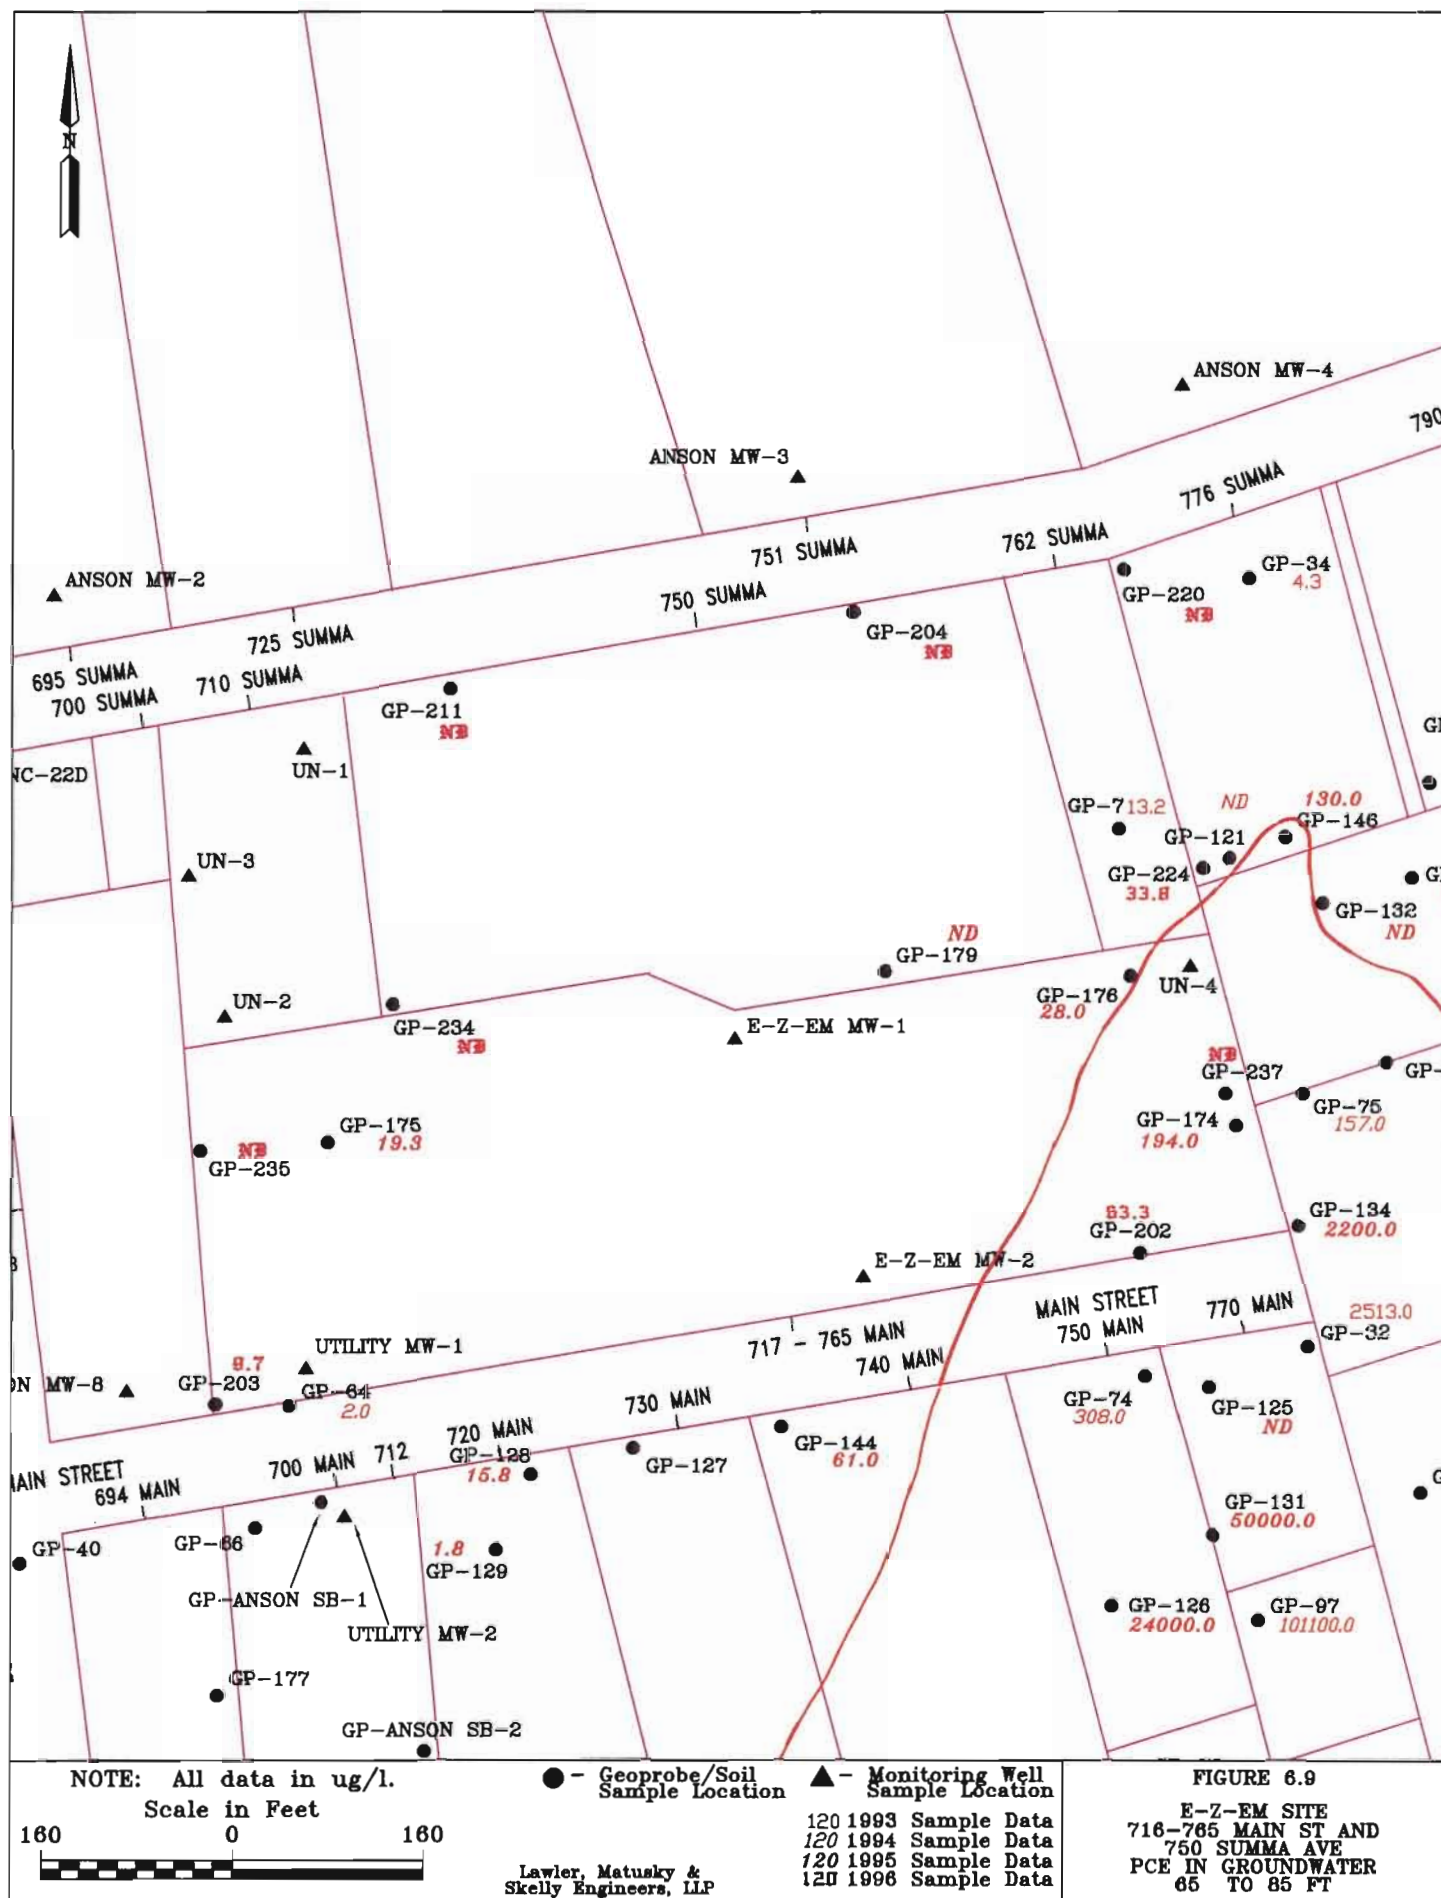 N
ANSON MW-4
790
ANSON MW-3
776 SUMMA
751 SUMMA
762 SUMMA
GP-34
4.3
ANSON MW-2
GP-220
ND
750 SUMMA
GP-204
ND
725 SUMMA
695 SUMMA
710 SUMMA
700 SUMMA
GP-211
ND
UN-1
NC-22D
GP-7 13.2
ND
130.0
GP-146
GP-121
UN-3
GP-224
33.8
GP-132
ND
ND
GP-179
UN-2
GP-176
28.0
UN-4
GP-234
ND
E-Z-EM MW-1
ND
GP-237
GP-
GP-75
157.0
GP-174
194.0
GP-175
19.3
ND
GP-235
63.3
GP-202
GP-134
2200.0
E-Z-EM MW-2
MAIN STREET
770 MAIN
2513.0
GP-32
750 MAIN
717 - 765 MAIN
740 MAIN
UTILITY MW-1
9.7
GP-203
ON MW-8
GP-64
2.0
GP-74
308.0
GP-125
ND
730 MAIN
720 MAIN
GP-128
15.8
GP-127
GP-144
61.0
712
700 MAIN
MAIN STREET
694 MAIN
GP-131
50000.0
GP-66
GP-40
1.8
GP-129
GP-ANSON SB-1
GP-126
24000.0
GP-97
101100.0
UTILITY MW-2
GP-177
GP-ANSON SB-2
NOTE: All data in ug/l.
Scale in Feet
160 0 160
- Geoprobe/Soil
Sample Location
- Monitoring Well
Sample Location
120 1993 Sample Data
120 1994 Sample Data
120 1995 Sample Data
120 1996 Sample Data
Lawler, Matusky &
Skelly Engineers, LLP
FIGURE 6.9
E-Z-EM SITE
716-765 MAIN ST AND
750 SUMMA AVE
PCE IN GROUNDWATER
65 TO 85 FT